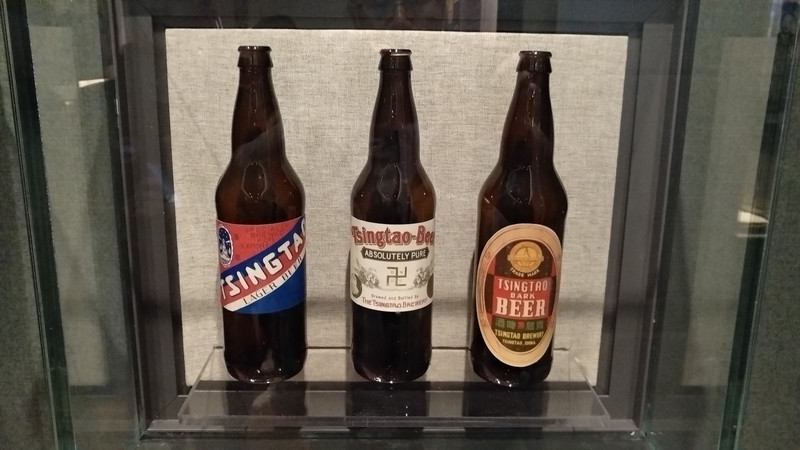 TSINGTAO
LAGER BEER
Tsingtao-Beer
ABSOLUTELY PURE
卍
Brewed and Bottled by
THE TSINGTAO BREWERY
TRADE MARK
TSINGTAO
DARK
BEER
TSINGTAO BREWERY
TSINGTAO, CHINA